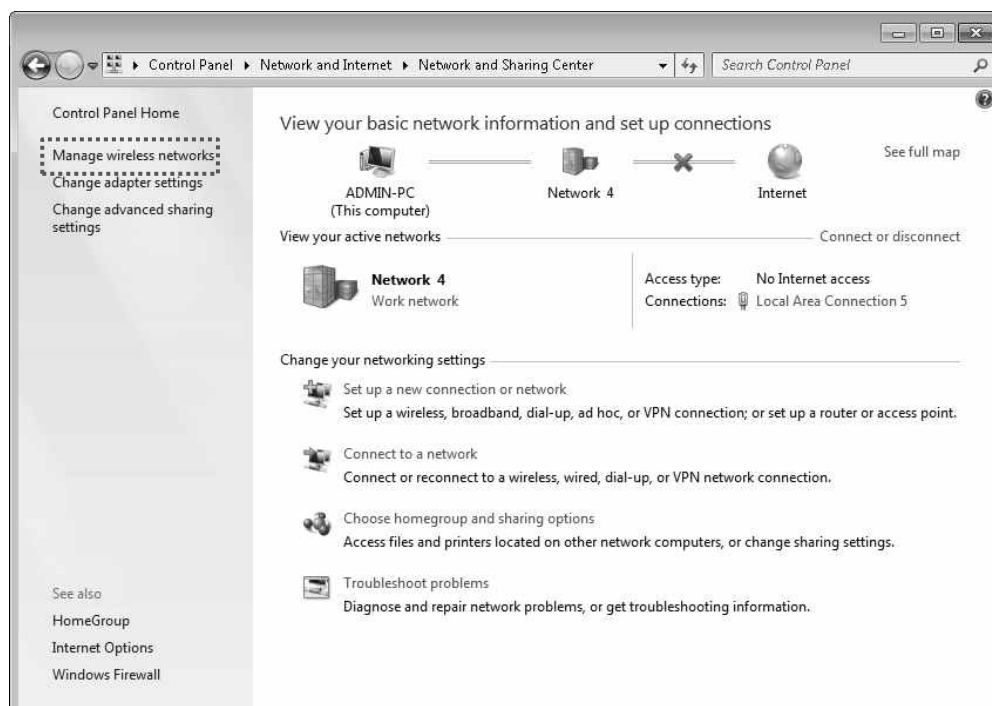 Control Panel ▸ Network and Internet ▸ Network and Sharing Center
Search Control Panel
Control Panel Home
Manage wireless networks
Change adapter settings
Change advanced sharing
settings
See also
HomeGroup
Internet Options
Windows Firewall
View your basic network information and set up connections
See full map
ADMIN-PC
(This computer)
Network 4
Internet
View your active networks
Connect or disconnect
Network 4
Work network
Access type: No Internet access
Connections: Local Area Connection 5
Change your networking settings
Set up a new connection or network
Set up a wireless, broadband, dial-up, ad hoc, or VPN connection; or set up a router or access point.
Connect to a network
Connect or reconnect to a wireless, wired, dial-up, or VPN network connection.
Choose homegroup and sharing options
Access files and printers located on other network computers, or change sharing settings.
Troubleshoot problems
Diagnose and repair network problems, or get troubleshooting information.